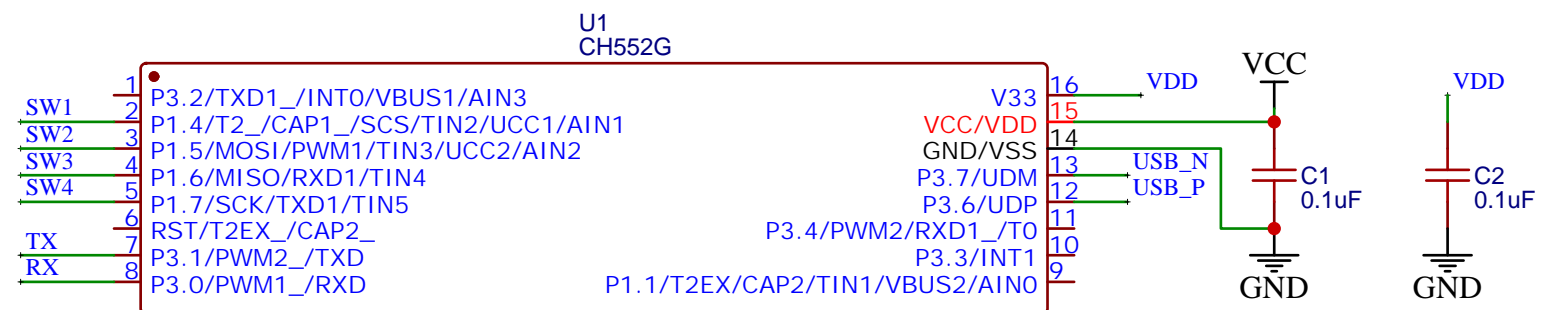 U1
CH552G
1 P3.2/TXD1_/INT0/VBUS1/AIN3
SW1 2 P1.4/T2_/CAP1_/SCS/TIN2/UCC1/AIN1
SW2 3 P1.5/MOSI/PWM1/TIN3/UCC2/AIN2
SW3 4 P1.6/MISO/RXD1/TIN4
SW4 5 P1.7/SCK/TXD1/TIN5
6 RST/T2EX_/CAP2_
TX 7 P3.1/PWM2_/TXD
RX 8 P3.0/PWM1_/RXD
V33 16 VDD
VCC/VDD 15
GND/VSS 14
P3.7/UDM 13 USB_N
P3.6/UDP 12 USB_P
P3.4/PWM2/RXD1_/T0 11
P3.3/INT1 10
P1.1/T2EX/CAP2/TIN1/VBUS2/AIN0 9
VCC
C1
0.1uF
GND
VDD
C2
0.1uF
GND